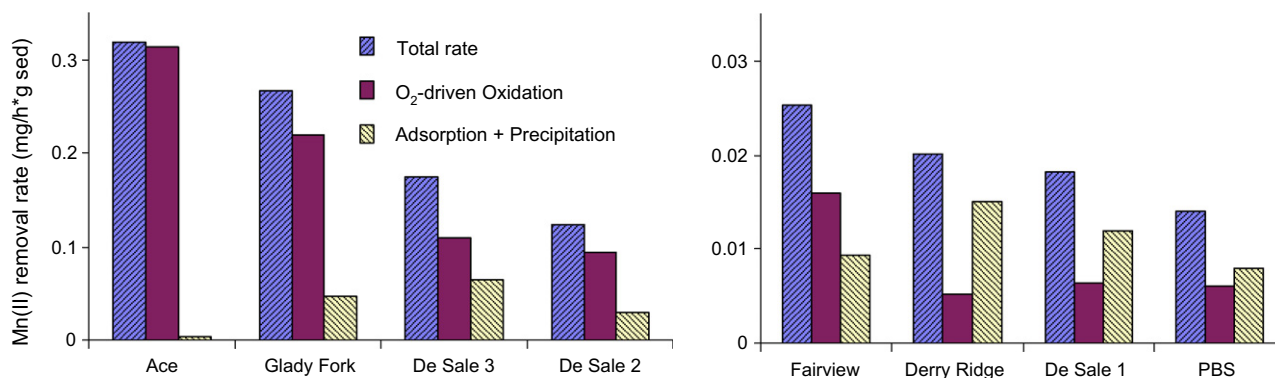 Mn(II) removal rate (mg/h*g sed)
0.3
0.2
0.1
0
Total rate
O₂-driven Oxidation
Adsorption + Precipitation
Ace Glady Fork De Sale 3 De Sale 2
0.03
0.02
0.01
0
Fairview Derry Ridge De Sale 1 PBS